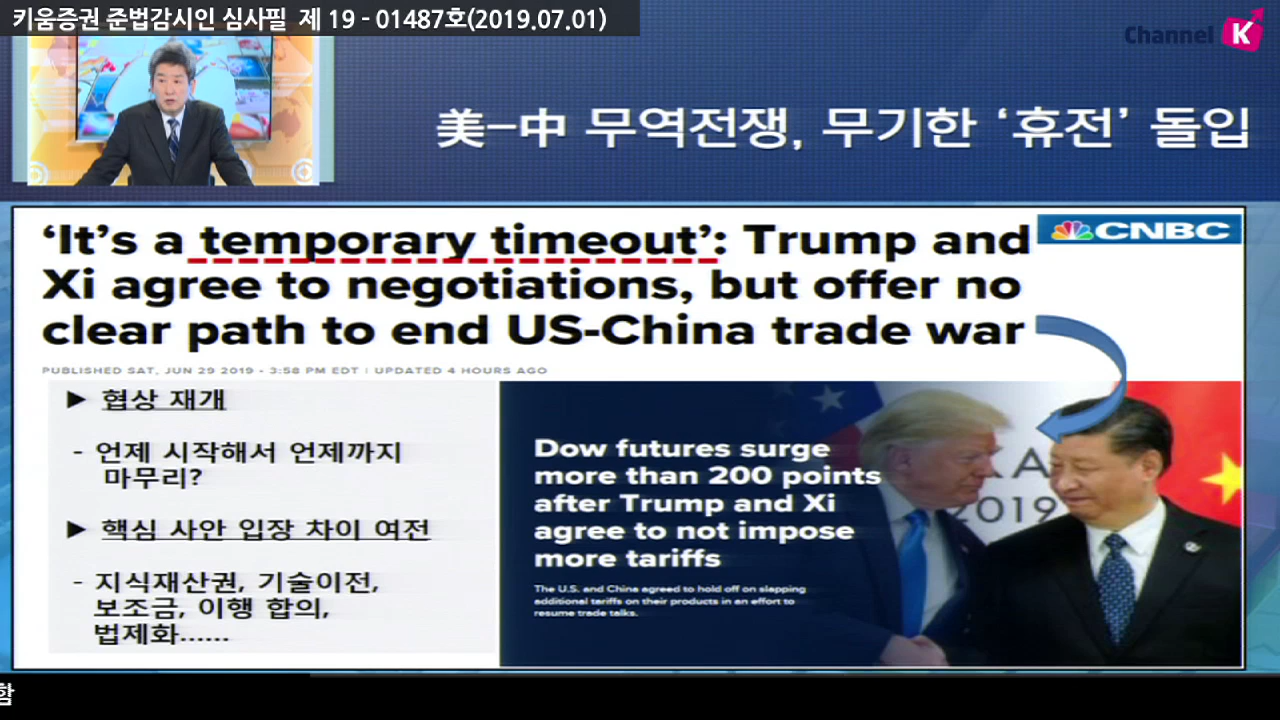 키움증권 준법감시인 심사필 제 19 - 01487호(2019.07.01)
Channel K
美-中 무역전쟁, 무기한 ‘휴전’ 돌입
‘It’s a temporary timeout’: Trump and
Xi agree to negotiations, but offer no
clear path to end US-China trade war
CNBC
PUBLISHED SAT, JUN 29 2019 - 3:58 PM EDT | UPDATED 4 HOURS AGO
▶ 협상 재개
- 언제 시작해서 언제까지
마무리?
▶ 핵심 사안 입장 차이 여전
- 지식재산권, 기술이전,
보조금, 이행 합의,
법제화......
Dow futures surge
more than 200 points
after Trump and Xi
agree to not impose
more tariffs
The U.S. and China agreed to hold off on slapping
additional tariffs on their products in an effort to
resume trade talks.
KA
2019
함